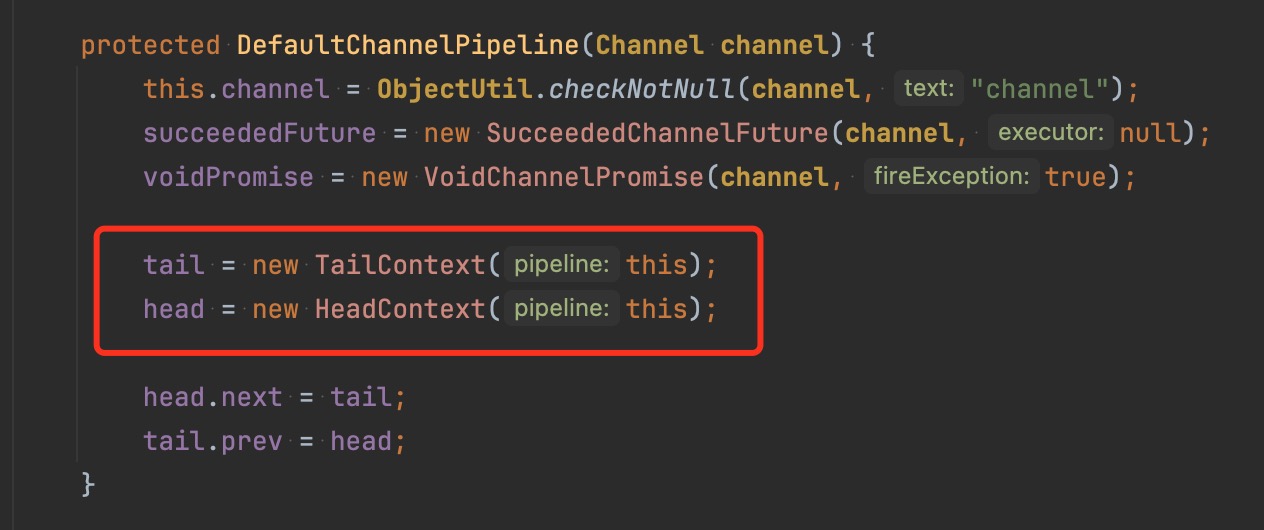 protected DefaultChannelPipeline(Channel channel) {
this.channel = ObjectUtil.checkNotNull(channel, text: "channel");
succeededFuture = new SucceededChannelFuture(channel, executor: null);
voidPromise = new VoidChannelPromise(channel, fireException: true);
tail = new TailContext( pipeline: this);
head = new HeadContext( pipeline: this);
head.next = tail;
tail.prev = head;
}